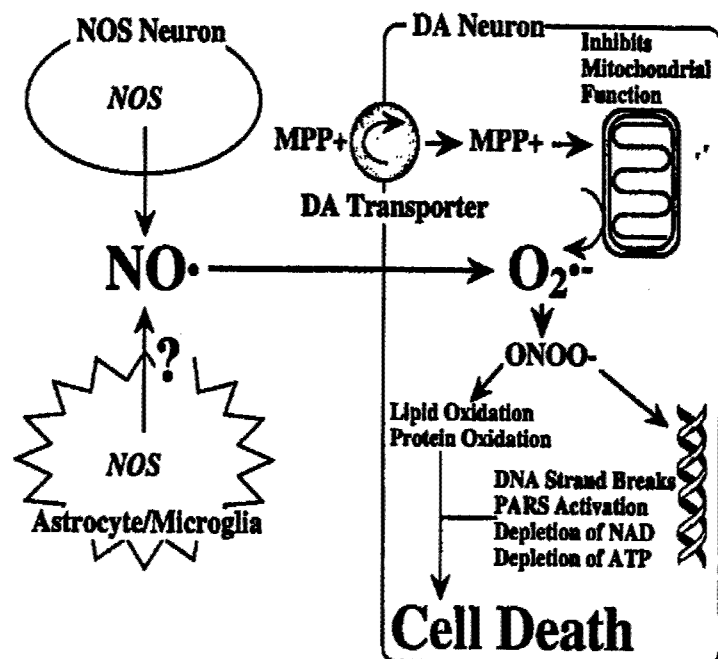 NOS Neuron
NOS
DA Neuron
Inhibits
Mitochondrial
Function
MPP+
MPP+
DA Transporter
NO•
O₂•-
?
NOS
Astrocyte/Microglia
ONOO-
Lipid Oxidation
Protein Oxidation
DNA Strand Breaks
PARS Activation
Depletion of NAD
Depletion of ATP
Cell Death